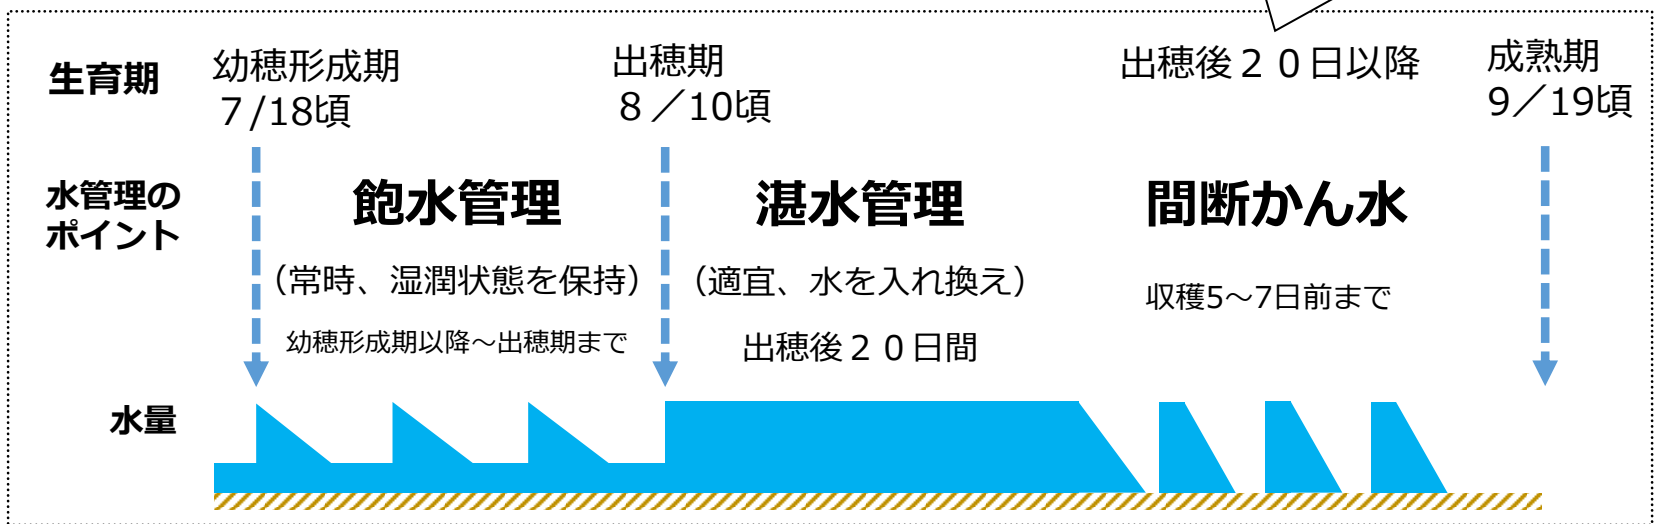 生育期
幼穂形成期
７/18頃
出穂期
８／10頃
出穂後２０日以降
成熟期
9／19頃
水管理の
ポイント
飽水管理
湛水管理
間断かん水
（常時、湿潤状態を保持）
（適宜、水を入れ換え）
収穫5～7日前まで
幼穂形成期以降～出穂期まで
出穂後２０日間
水量